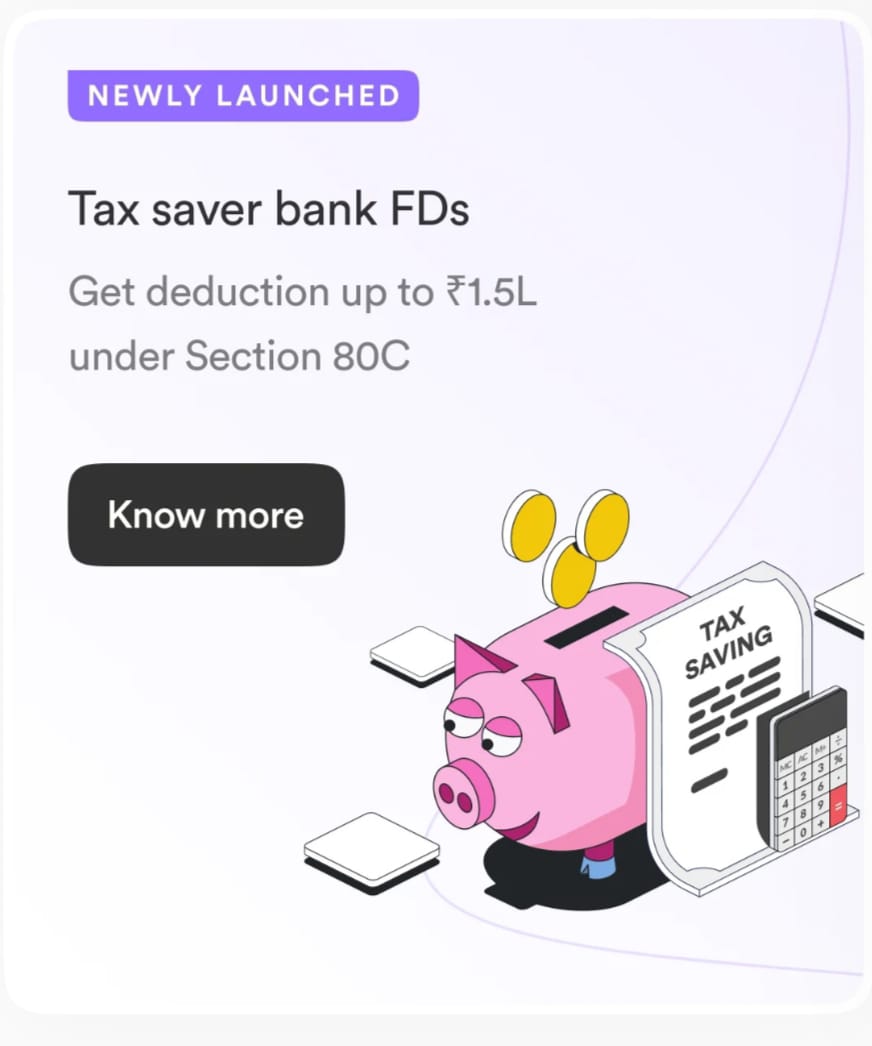 NEWLY LAUNCHED
Tax saver bank FDs
Get deduction up to ₹1.5L
under Section 80C
Know more
TAX
SAVING
MC AC M+ ÷
1 2 3 %
4 5 6 ·
7 8 9 =
− 0 +